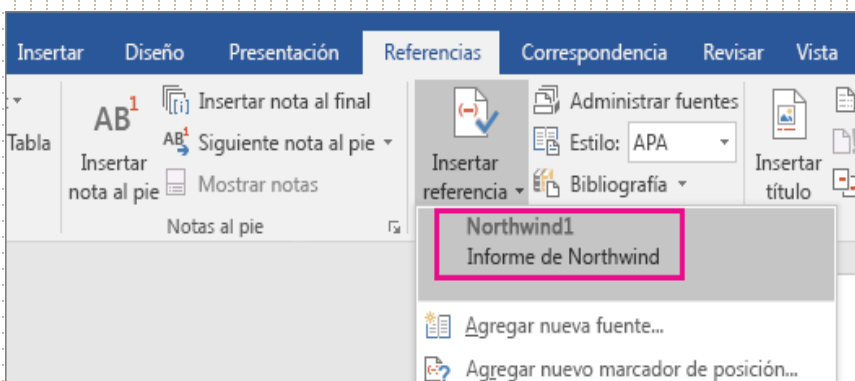 Insertar Diseño Presentación Referencias Correspondencia Revisar Vista
Tabla
AB1
Insertar
nota al pie
[i] Insertar nota al final
AB1 Siguiente nota al pie
Mostrar notas
Notas al pie
(-)
Insertar
referencia
Administrar fuentes
Estilo: APA
Bibliografía
Insertar
título
Northwind1
Informe de Northwind
Agregar nueva fuente...
Agregar nuevo marcador de posición...